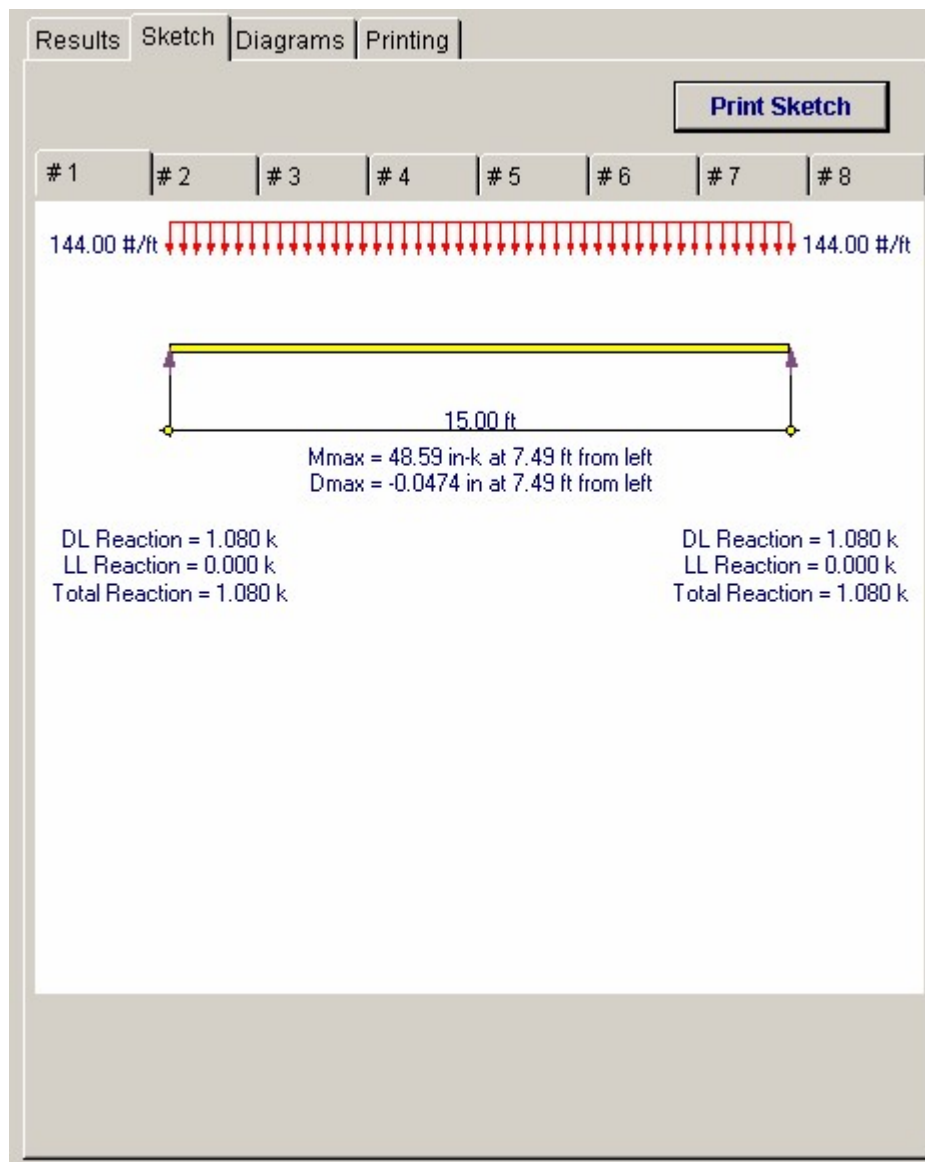 Results Sketch Diagrams Printing
Print Sketch
# 1 # 2 # 3 # 4 # 5 # 6 # 7 # 8
144.00 #/ft 144.00 #/ft
15.00 ft
Mmax = 48.59 in-k at 7.49 ft from left
Dmax = -0.0474 in at 7.49 ft from left
DL Reaction = 1.080 k
LL Reaction = 0.000 k
Total Reaction = 1.080 k
DL Reaction = 1.080 k
LL Reaction = 0.000 k
Total Reaction = 1.080 k